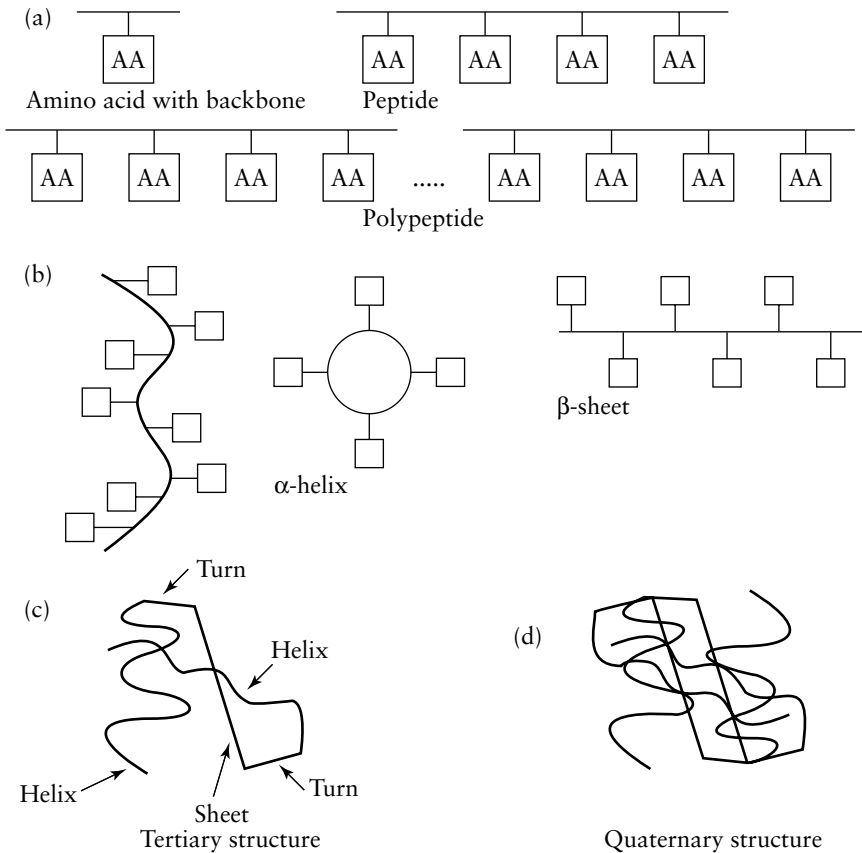 (a)
AA
AA AA AA AA
Amino acid with backbone
Peptide
AA AA AA AA ..... AA AA AA AA
Polypeptide
(b)
α-helix
β-sheet
(c)
Turn
Helix
Helix
Sheet
Turn
Tertiary structure
(d)
Quaternary structure